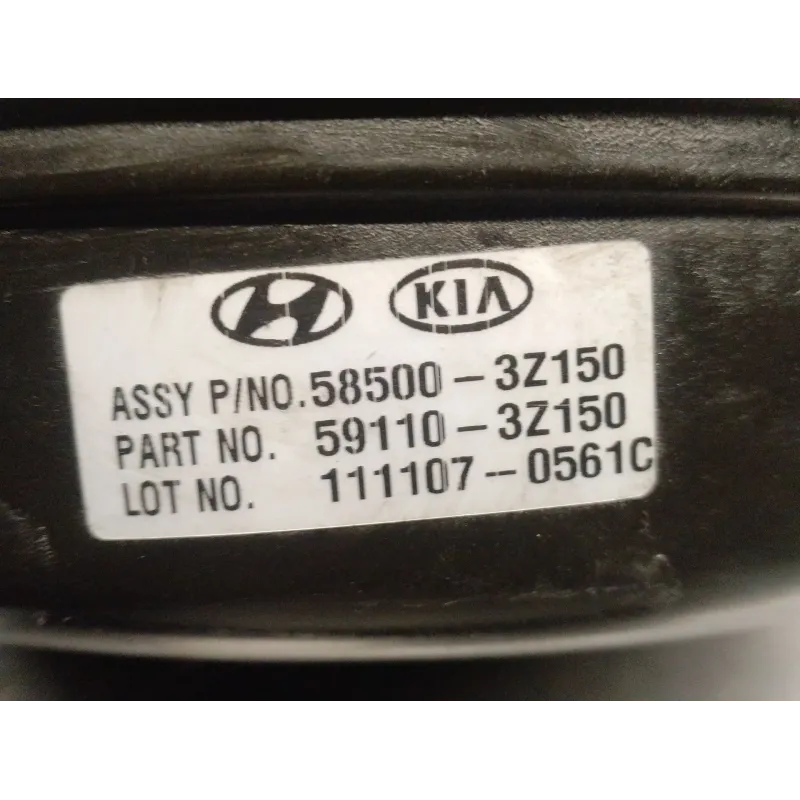 KIA
ASSY P/NO.58500-3Z150
PART NO. 59110-3Z150
LOT NO. 111107--0561C